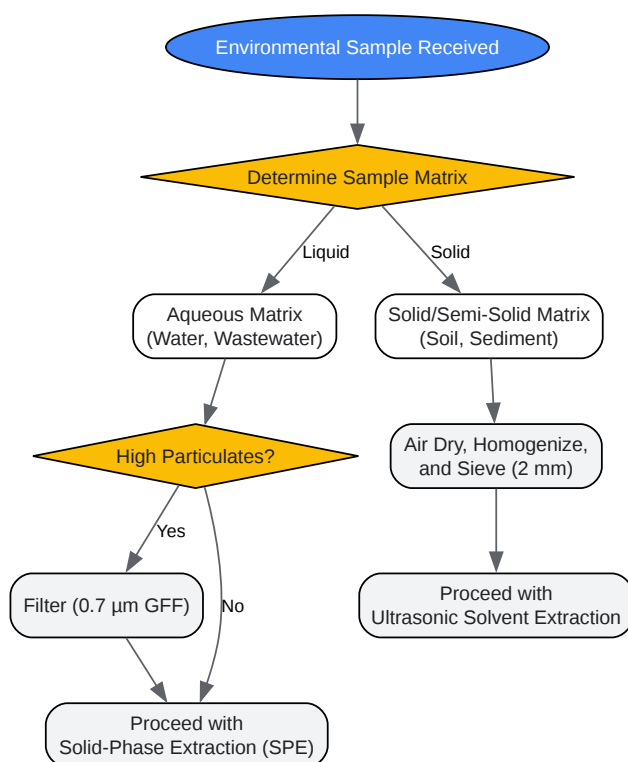 Environmental Sample Received
Determine Sample Matrix
Liquid
Solid
Aqueous Matrix
(Water, Wastewater)
Solid/Semi-Solid Matrix
(Soil, Sediment)
High Particulates?
Air Dry, Homogenize,
and Sieve (2 mm)
Yes
No
Filter (0.7 µm GFF)
Proceed with
Ultrasonic Solvent Extraction
Proceed with
Solid-Phase Extraction (SPE)